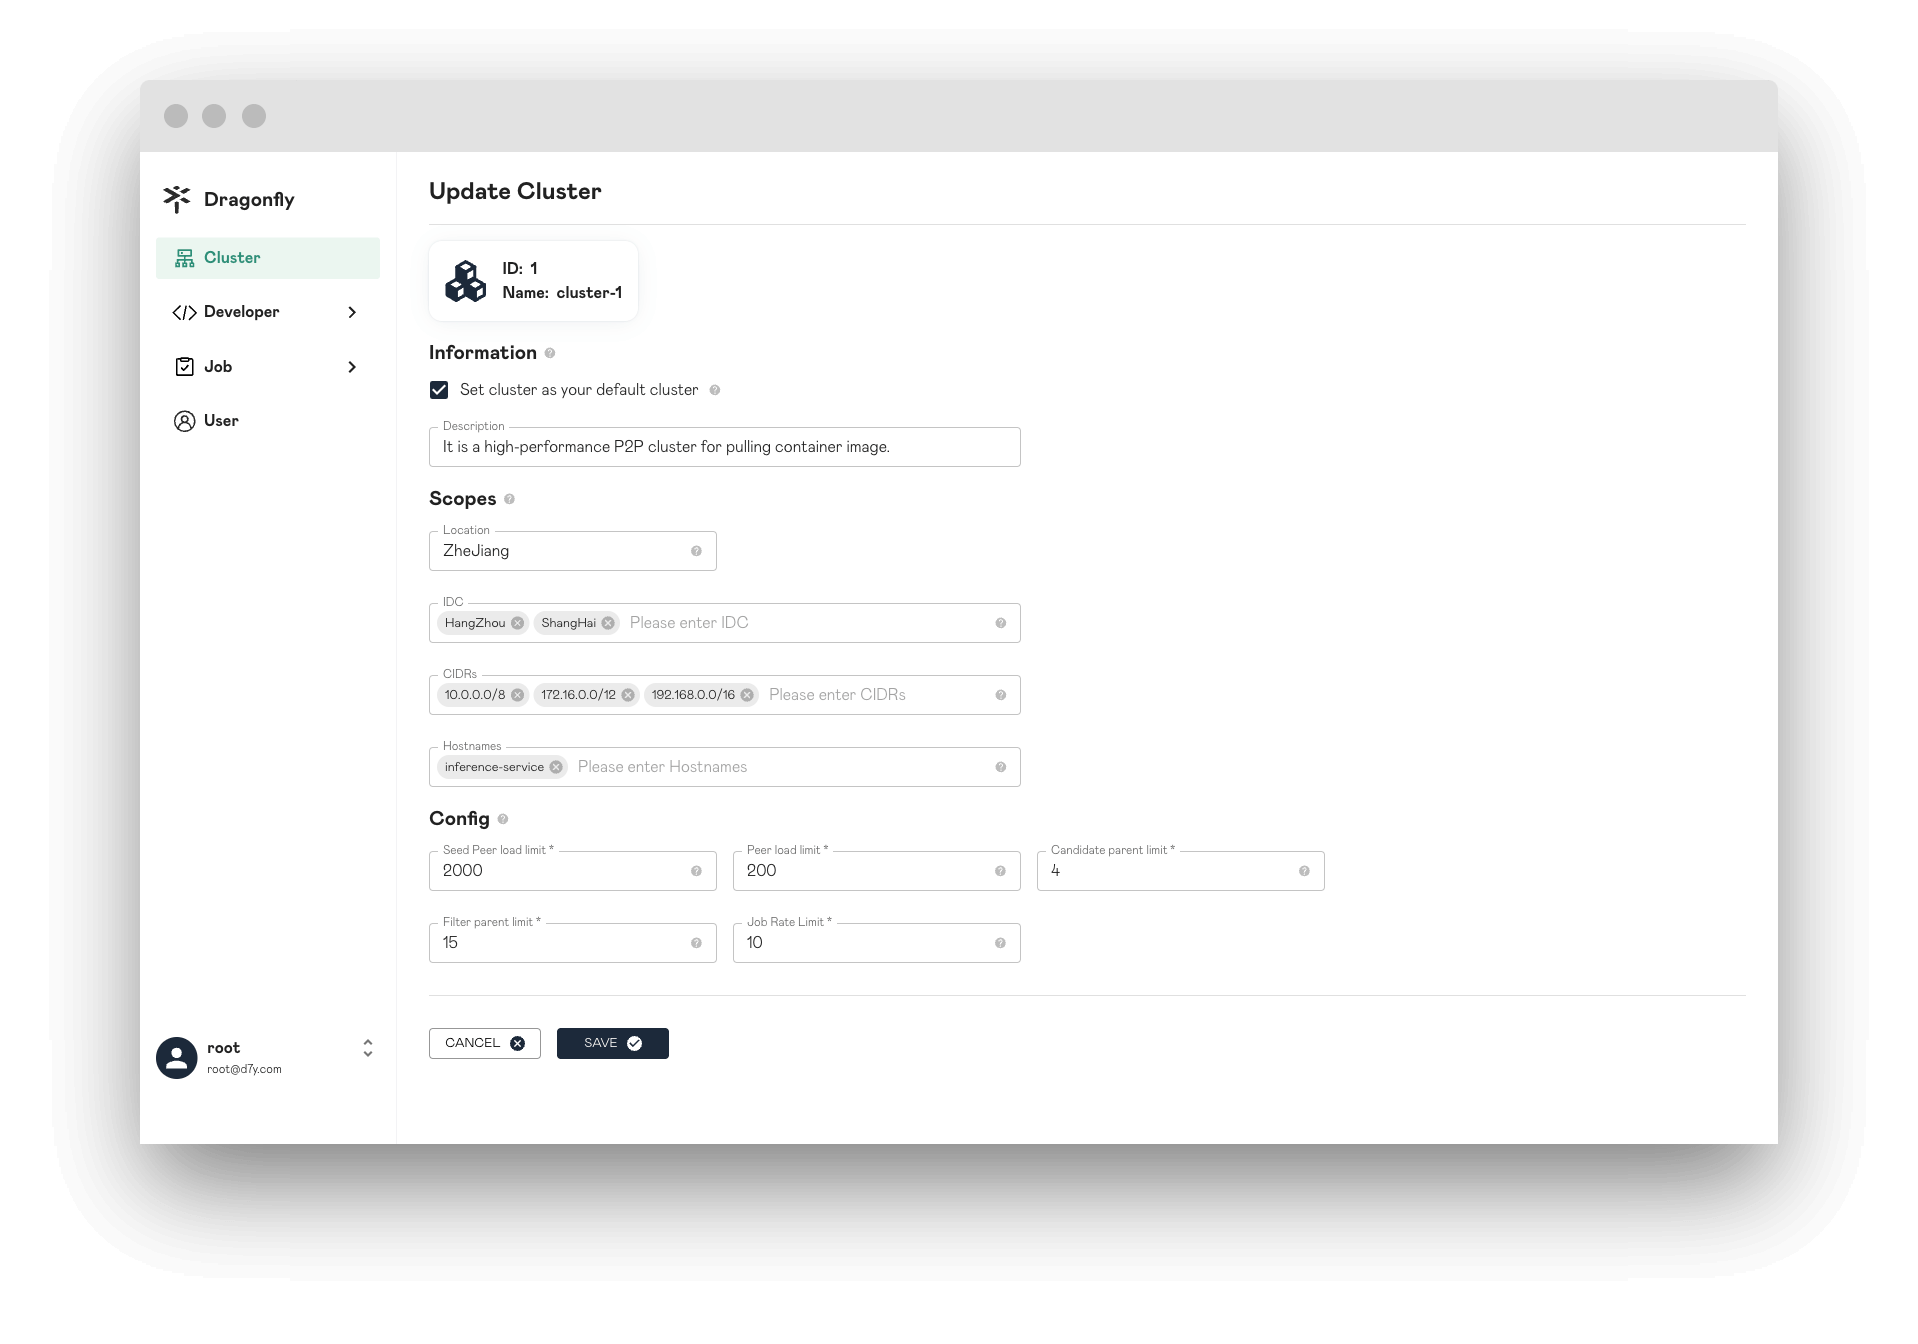 Dragonfly
Cluster
Developer
Job
User
root
root@d7y.com
Update Cluster
ID: 1
Name: cluster-1
Information
Set cluster as your default cluster
Description
It is a high-performance P2P cluster for pulling container image.
Scopes
Location
ZheJiang
IDC
HangZhou ShangHai Please enter IDC
CIDRs
10.0.0.0/8 172.16.0.0/12 192.168.0.0/16 Please enter CIDRs
Hostnames
inference-service Please enter Hostnames
Config
Seed Peer load limit * Peer load limit * Candidate parent limit *
2000 200 4
Filter parent limit * Job Rate Limit *
15 10
CANCEL SAVE